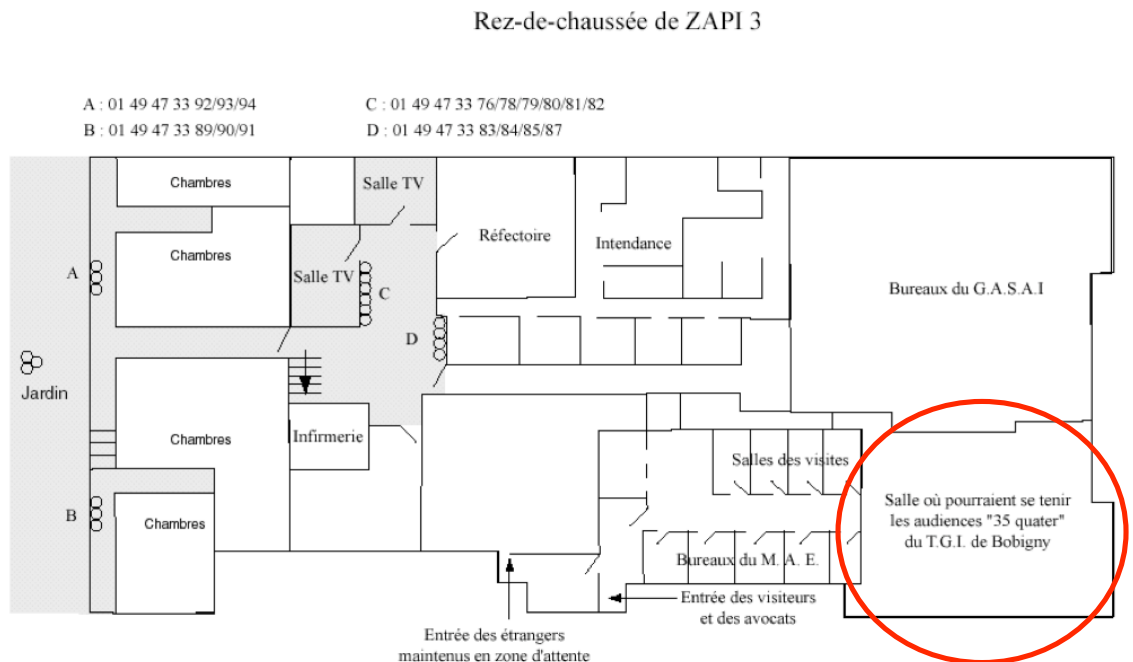 Rez-de-chaussée de ZAPI 3
A : 01 49 47 33 92/93/94
C : 01 49 47 33 76/78/79/80/81/82
B : 01 49 47 33 89/90/91
D : 01 49 47 33 83/84/85/87
Chambres
Salle TV
Réfectoire
Intendance
Chambres
A
Salle TV
C
Bureaux du G.A.S.A.I
D
Jardin
Chambres
Infirmerie
Salles des visites
Salle où pourraient se tenir
les audiences "35 quater"
du T.G.I. de Bobigny
B
Chambres
Bureaux du M. A. E.
Entrée des visiteurs
et des avocats
Entrée des étrangers
maintenus en zone d'attente